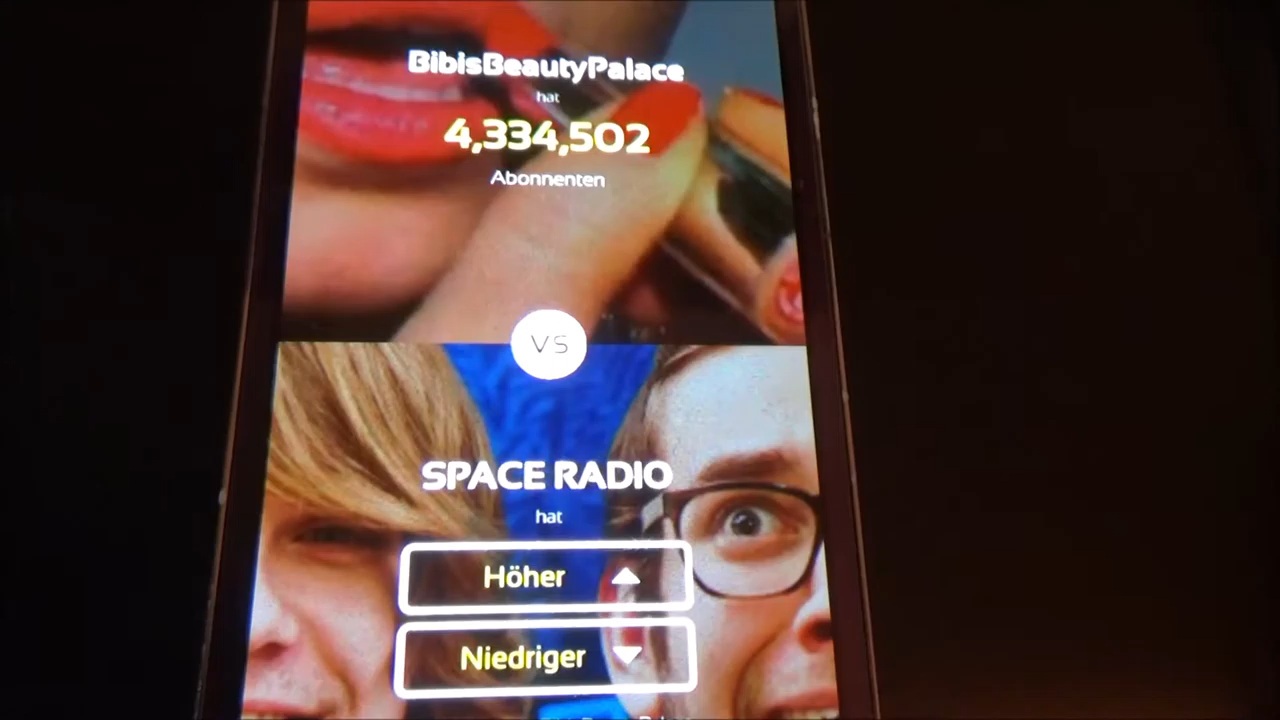 BibisBeautyPalace
hat
4,334,502
Abonnenten
VS
SPACE RADIO
hat
Höher
Niedriger